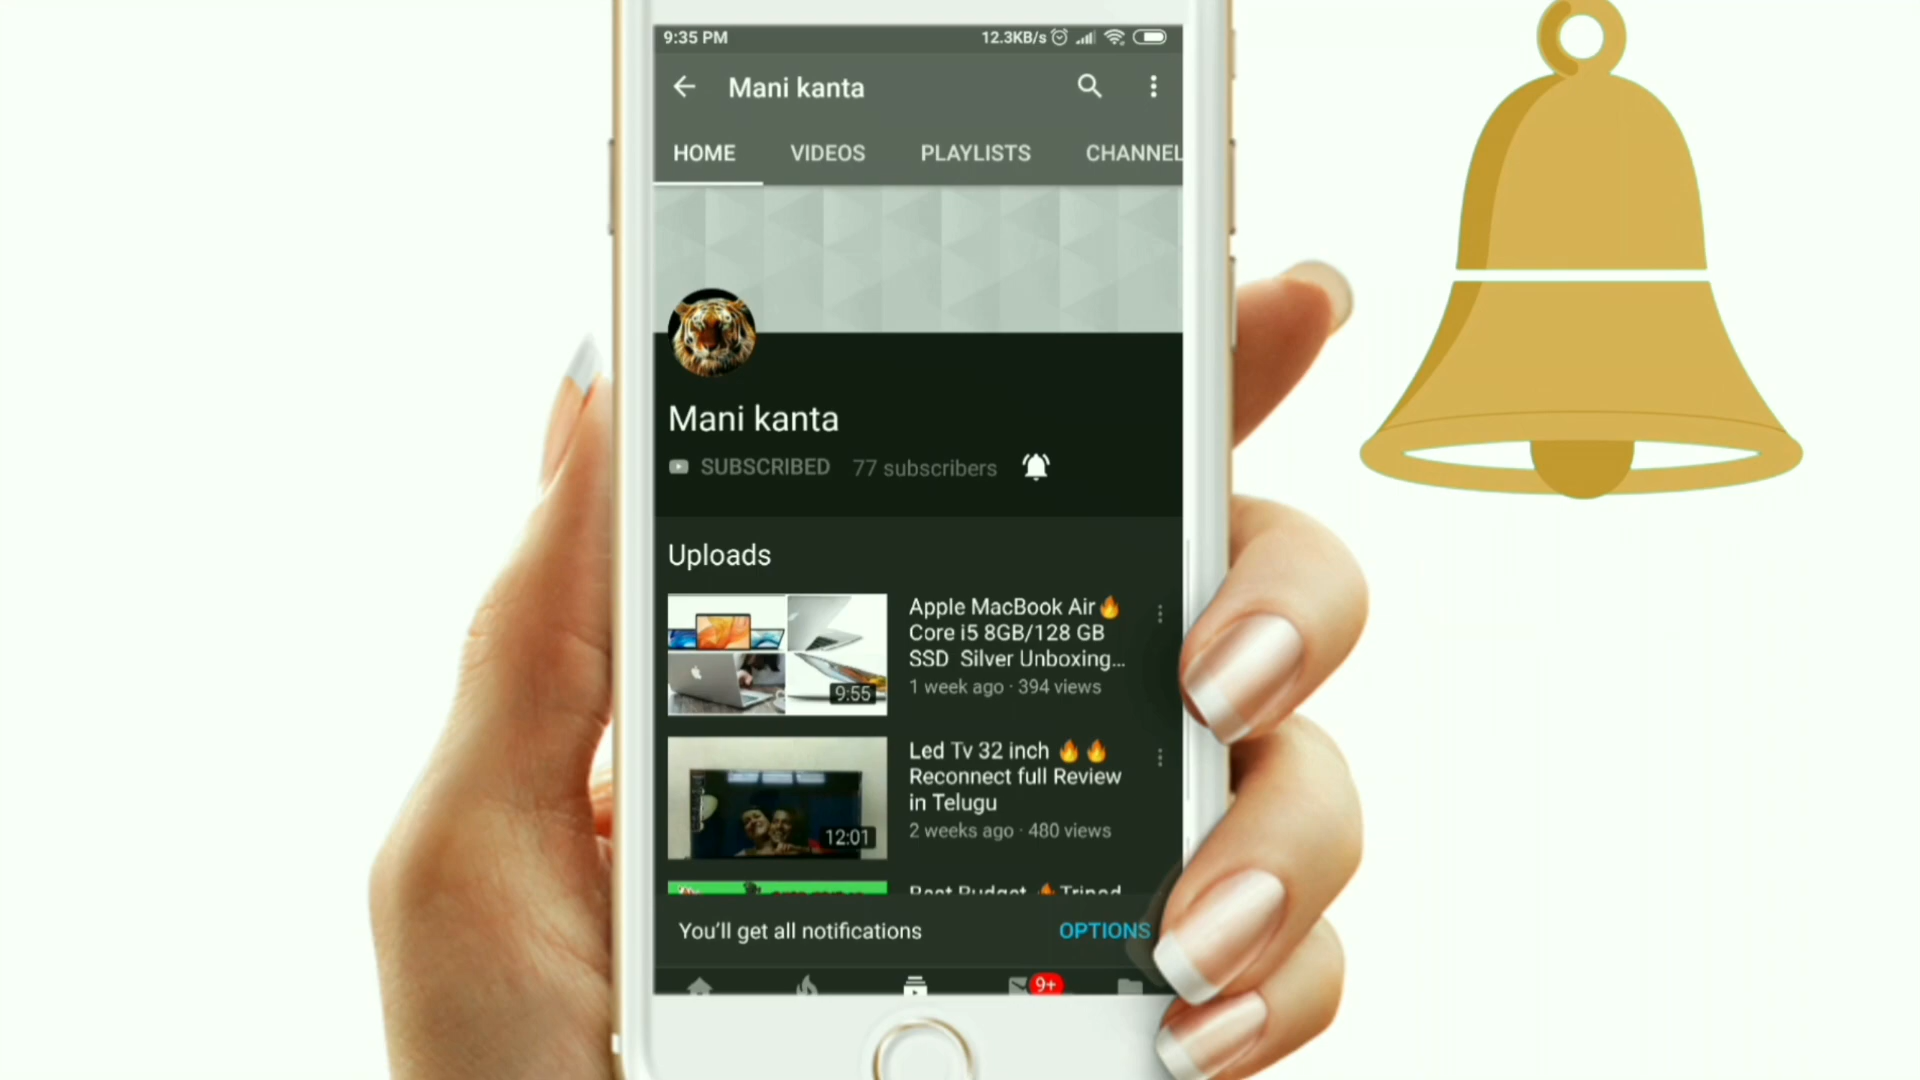 9:35 PM 12.3KB/s
Mani kanta
HOME VIDEOS PLAYLISTS CHANNEL
Mani kanta
SUBSCRIBED 77 subscribers
Uploads
Apple MacBook Air🔥
Core i5 8GB/128 GB
SSD Silver Unboxing...
1 week ago · 394 views
9:55
Led Tv 32 inch 🔥🔥
Reconnect full Review
in Telugu
2 weeks ago · 480 views
12:01
Best Budget 🔥Tripod
You'll get all notifications OPTIONS
9+